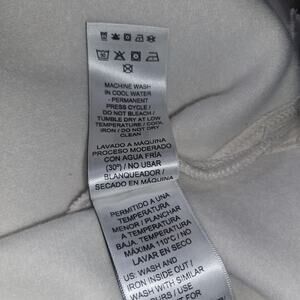 MACHINE WASH
IN COOL WATER
- PERMANENT
PRESS CYCLE /
DO NOT BLEACH /
TUMBLE DRY AT LOW
TEMPERATURE / COOL
IRON / DO NOT DRY
CLEAN
LAVADO A MÁQUINA
PROCESO MODERADO
CON AGUA FRÍA
(30°) / NO USAR
BLANQUEADOR /
SECADO EN MÁQUINA
PERMITIDO A UNA
TEMPERATURA
MENOR / PLANCHAR
A TEMPERATURA
BAJA. TEMPERATURA
MÁXIMA 110°C / NO
LAVAR EN SECO
US. WASH AND
IRON INSIDE OUT /
WASH WITH SIMILAR
/ USE